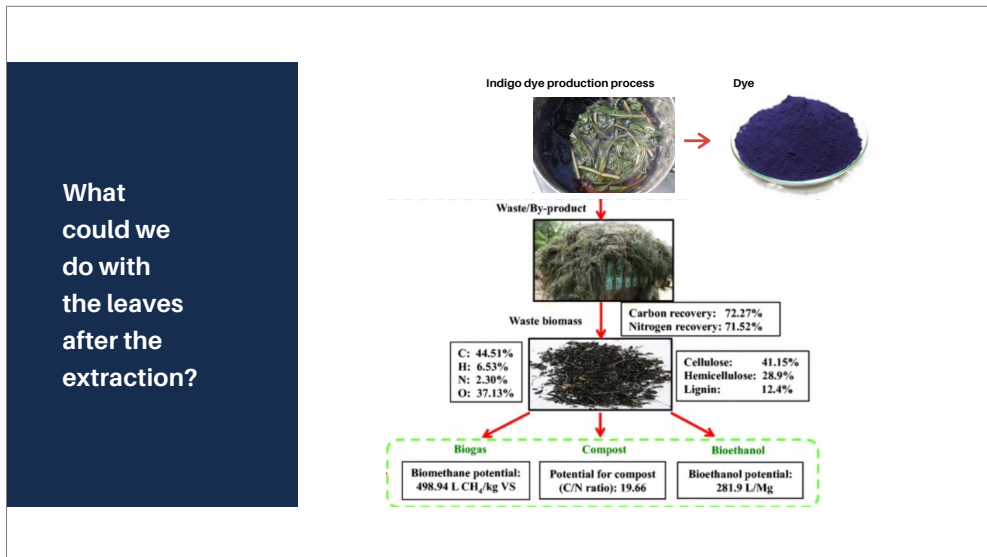 What
could we
do with
the leaves
after the
extraction?
Indigo dye production process
Dye
Waste/By-product
Waste biomass
Carbon recovery: 72.27%
Nitrogen recovery: 71.52%
C: 44.51%
H: 6.53%
N: 2.30%
O: 37.13%
Cellulose: 41.15%
Hemicellulose: 28.9%
Lignin: 12.4%
Biogas
Biomethane potential:
498.94 L CH₄/kg VS
Compost
Potential for compost
(C/N ratio): 19.66
Bioethanol
Bioethanol potential:
281.9 L/Mg